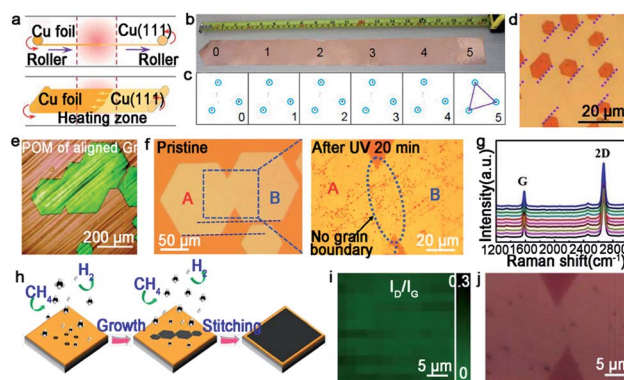 a
Cu foil
Cu(111)
Roller
Roller
Cu foil
Cu(111)
Heating zone
b
0 1 2 3 4 5
c
0 1 2 3 4 5
d
20 μm
e
POM of aligned Gr
200 μm
f
Pristine
A
B
50 μm
After UV 20 min
A
B
No grain
boundary
20 μm
g
Intensity(a.u.)
G
2D
1200 1600 2000 2400 2800
Raman shift(cm-1)
h
CH4
H2
CH4
H2
Growth
Stitching
i
ID/IG
0.3
0
5 μm
j
5 μm